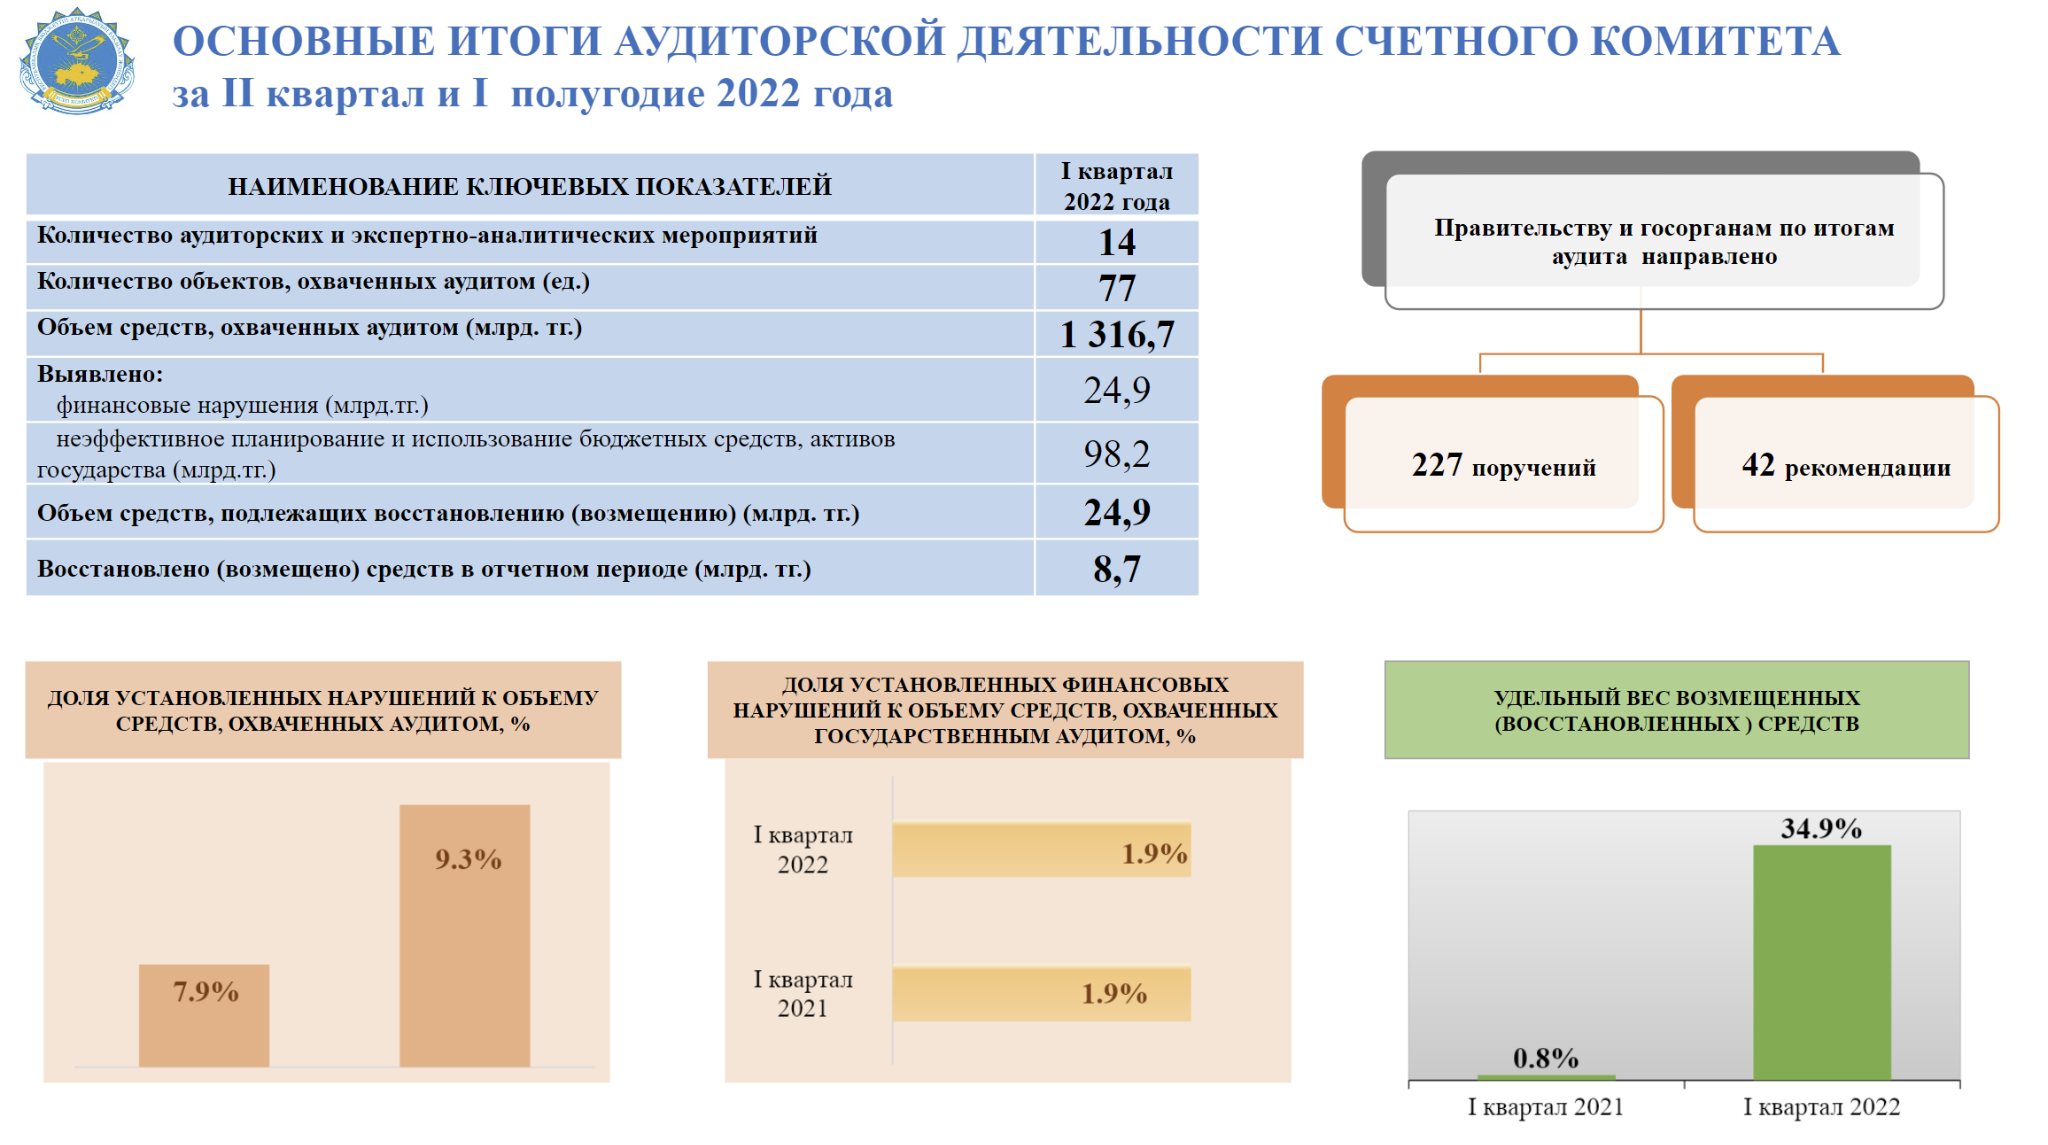 ОСНОВНЫЕ ИТОГИ АУДИТОРСКОЙ ДЕЯТЕЛЬНОСТИ СЧЕТНОГО КОМИТЕТА
за II квартал и I полугодие 2022 года
НАИМЕНОВАНИЕ КЛЮЧЕВЫХ ПОКАЗАТЕЛЕЙ
I квартал
2022 года
Количество аудиторских и экспертно-аналитических мероприятий
14
Количество объектов, охваченных аудитом (ед.)
77
Объем средств, охваченных аудитом (млрд. тг.)
1 316,7
Выявлено:
финансовые нарушения (млрд.тг.)
24,9
неэффективное планирование и использование бюджетных средств, активов
государства (млрд.тг.)
98,2
Объем средств, подлежащих восстановлению (возмещению) (млрд. тг.)
24,9
Восстановлено (возмещено) средств в отчетном периоде (млрд. тг.)
8,7
Правительству и госорганам по итогам
аудита направлено
227 поручений
42 рекомендации
ДОЛЯ УСТАНОВЛЕННЫХ НАРУШЕНИЙ К ОБЪЕМУ
СРЕДСТВ, ОХВАЧЕННЫХ АУДИТОМ, %
7.9%
9.3%
ДОЛЯ УСТАНОВЛЕННЫХ ФИНАНСОВЫХ
НАРУШЕНИЙ К ОБЪЕМУ СРЕДСТВ, ОХВАЧЕННЫХ
ГОСУДАРСТВЕННЫМ АУДИТОМ, %
I квартал
2022
1.9%
I квартал
2021
1.9%
УДЕЛЬНЫЙ ВЕС ВОЗМЕЩЕННЫХ
(ВОССТАНОВЛЕННЫХ ) СРЕДСТВ
34.9%
0.8%
I квартал 2021
I квартал 2022